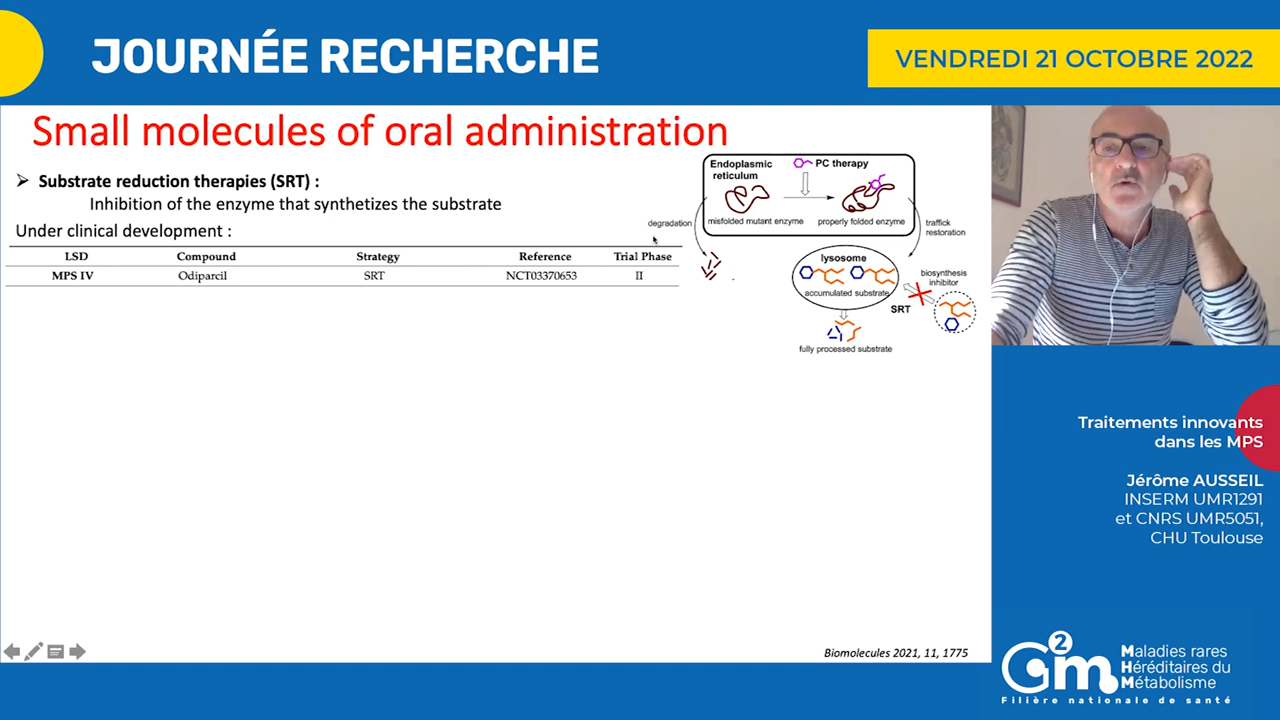 JOURNÉE RECHERCHE
VENDREDI 21 OCTOBRE 2022
Small molecules of oral administration
➤ Substrate reduction therapies (SRT) :
Inhibition of the enzyme that synthetizes the substrate
Under clinical development :
LSD Compound Strategy Reference Trial Phase
MPS IV Odiparcil SRT NCT03370653 II
Endoplasmic
reticulum
PC therapy
misfolded mutant enzyme
properly folded enzyme
degradation
traffick
restoration
lysosome
accumulated substrate
biosynthesis
inhibitor
SRT
fully processed substrate
Biomolecules 2021, 11, 1775
Traitements innovants
dans les MPS
Jérôme AUSSEIL
INSERM UMR1291
et CNRS UMR5051,
CHU Toulouse
G2m
Maladies rares
Héréditaires du
Métabolisme
Filière nationale de santé